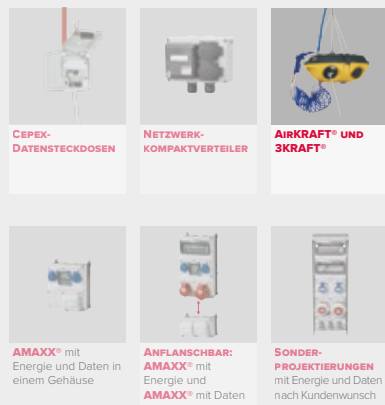 CEPEX-
DATENSTECKDOSEN
NETZWERK-
KOMPAKTVERTEILER
AIRKRAFT® UND
3KRAFT®
AMAXX® mit
Energie und Daten in
einem Gehäuse
ANFLANSCHBAR:
AMAXX® mit
Energie und
AMAXX® mit Daten
SONDER-
PROJEKTIERUNGEN
mit Energie und Daten
nach Kundenwunsch